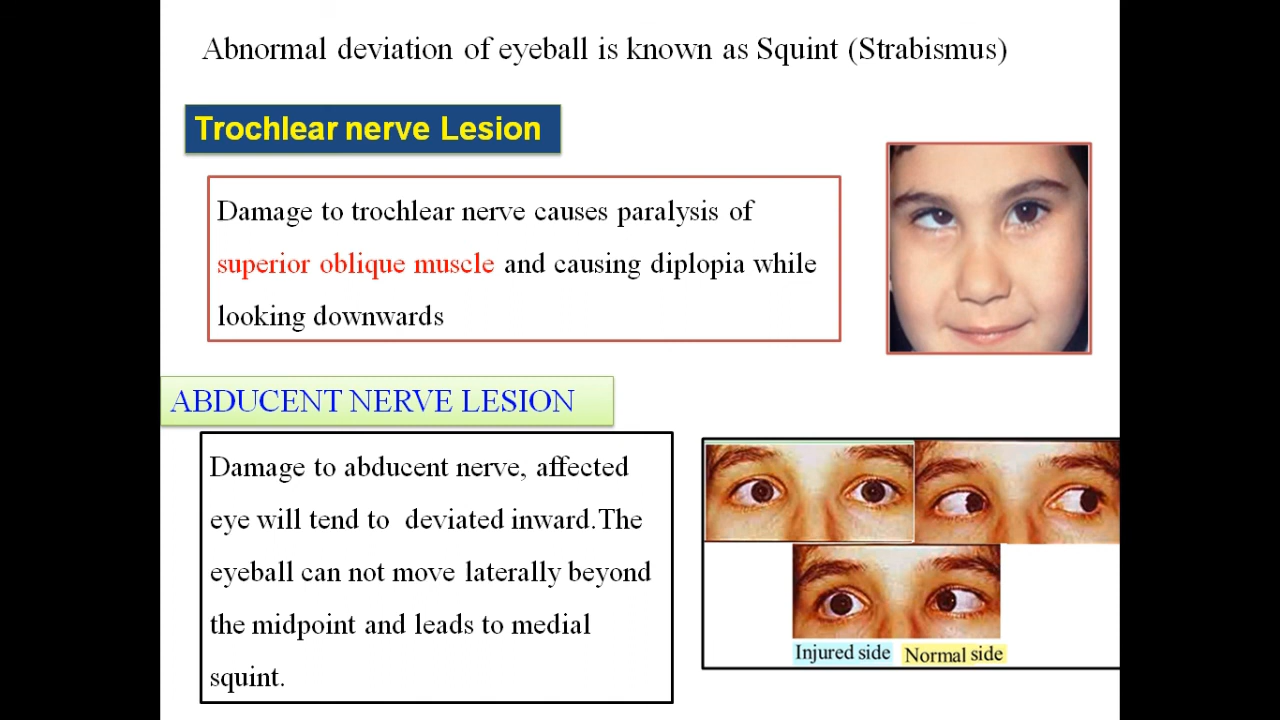 Abnormal deviation of eyeball is known as Squint (Strabismus)
Trochlear nerve Lesion
Damage to trochlear nerve causes paralysis of
superior oblique muscle and causing diplopia while
looking downwards
ABDUCENT NERVE LESION
Damage to abducent nerve, affected
eye will tend to deviated inward.The
eyeball can not move laterally beyond
the midpoint and leads to medial
squint.
Injured side Normal side